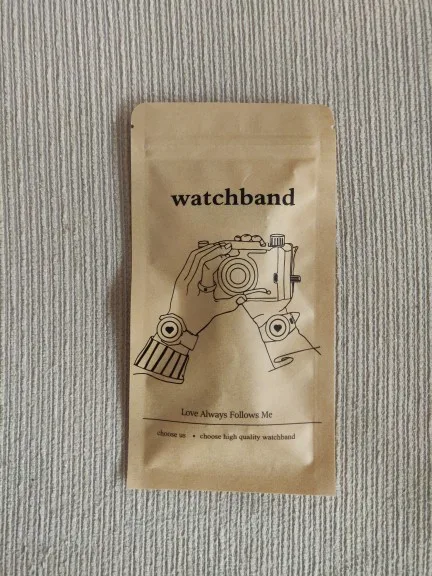 watchband
Love Always Follows Me
choose us • choose high quality watchband